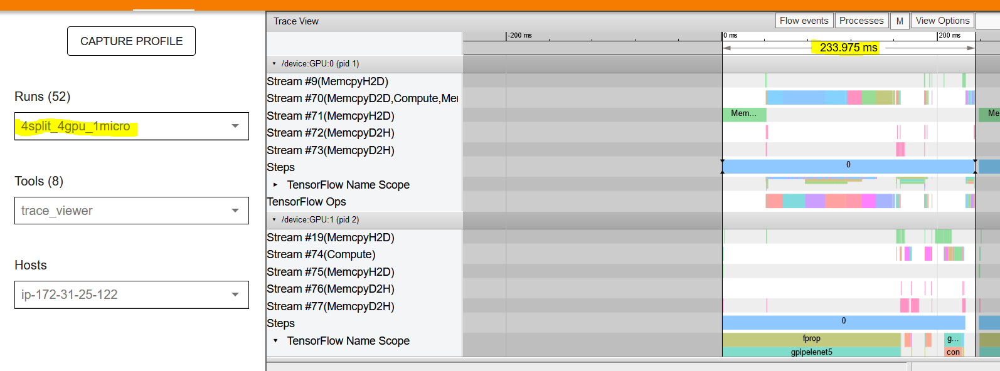 CAPTURE PROFILE
Runs (52)
4split_4gpu_1micro
Tools (8)
trace_viewer
Hosts
ip-172-31-25-122
Trace View
Flow events
Processes
M
View Options
-200 ms
0 ms
200 ms
233.975 ms
/device:GPU:0 (pid 1)
Stream #9(MemcpyH2D)
Stream #70(MemcpyD2D,Compute,Me
Stream #71(MemcpyH2D)
Mem...
Me
Stream #72(MemcpyD2H)
Stream #73(MemcpyD2H)
Steps
0
TensorFlow Name Scope
TensorFlow Ops
/device:GPU:1 (pid 2)
Stream #19(MemcpyH2D)
Stream #74(Compute)
Stream #75(MemcpyH2D)
Stream #76(MemcpyD2H)
Stream #77(MemcpyD2H)
Steps
0
TensorFlow Name Scope
fprop
g...
gpipelenet5
con